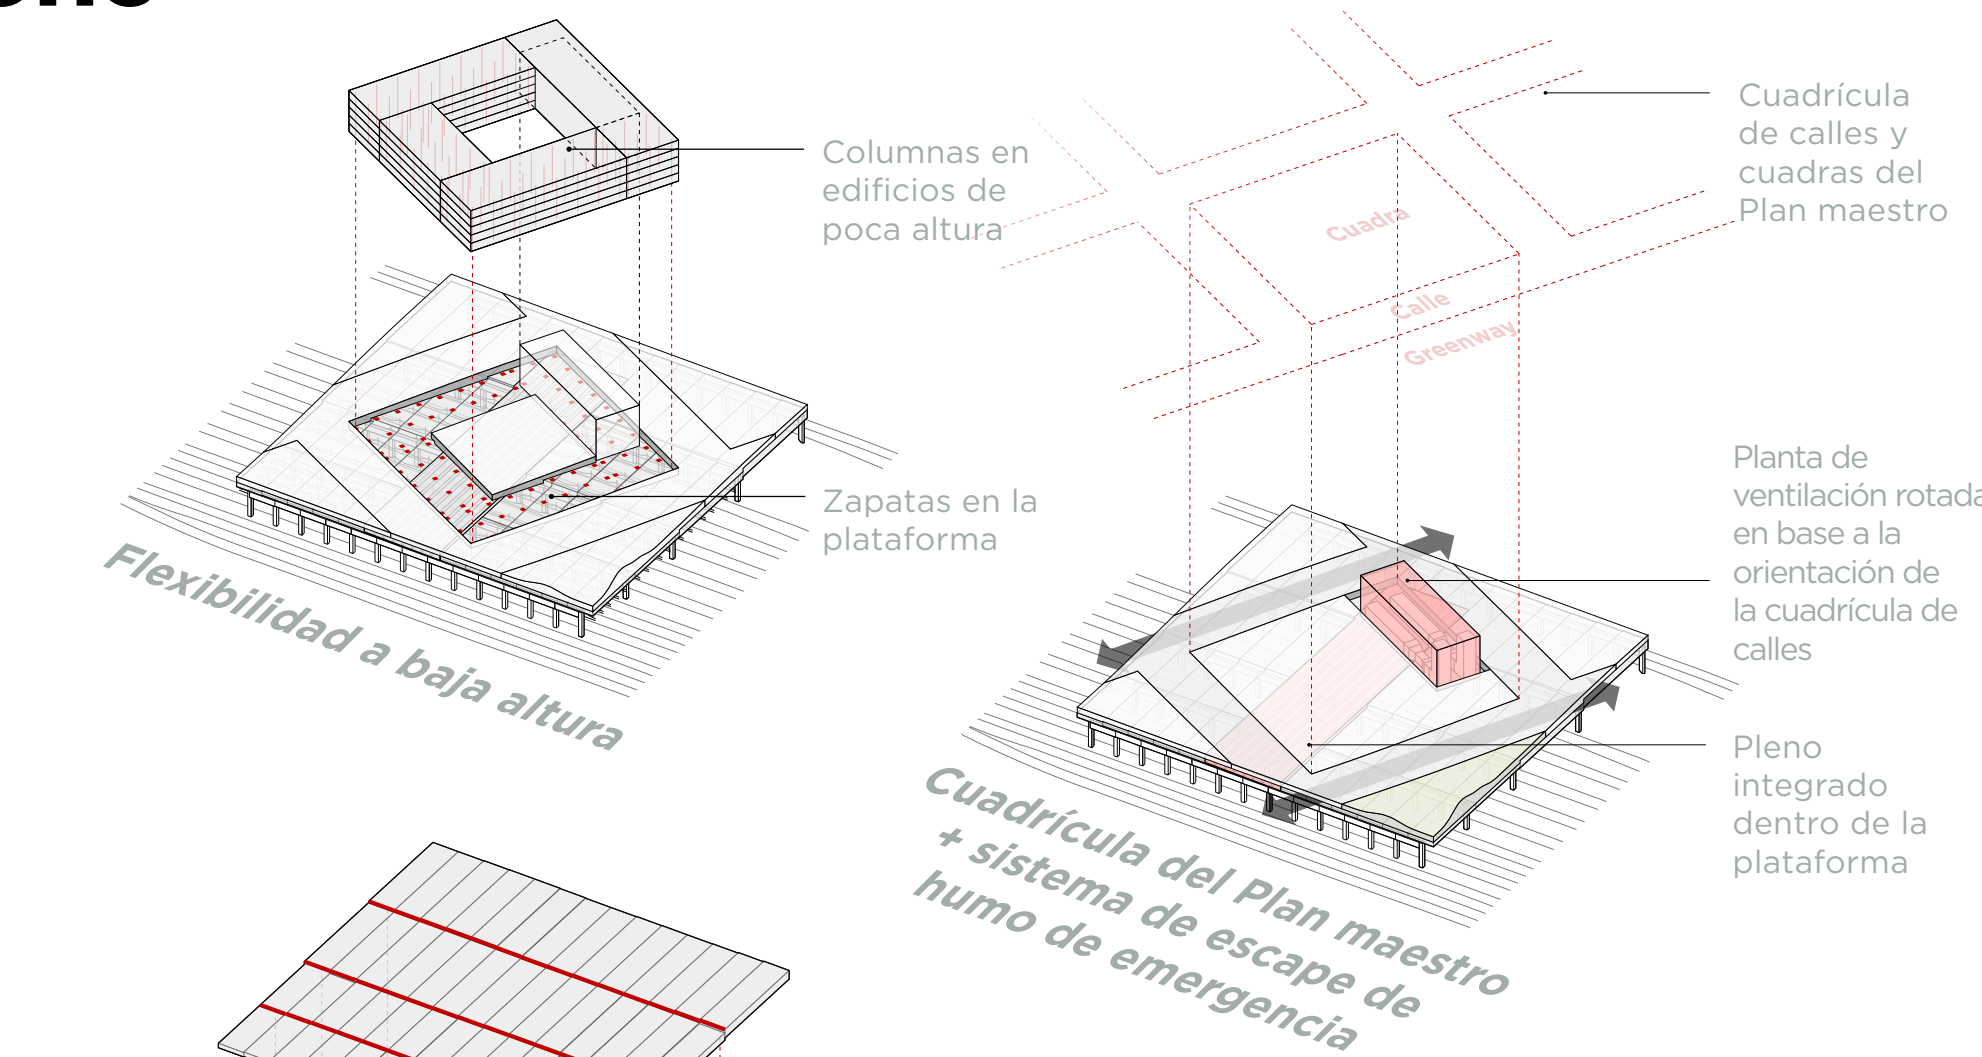 Columnas en
edificios de
poca altura
Zapatas en la
plataforma
Flexibilidad a baja altura
Cuadrícula
de calles y
cuadras del
Plan maestro
Cuadra
Calle
Greenway
Planta de
ventilación rotada
en base a la
orientación de
la cuadrícula de
calles
Pleno
integrado
dentro de la
plataforma
Cuadrícula del Plan maestro
+ sistema de escape de
humo de emergencia